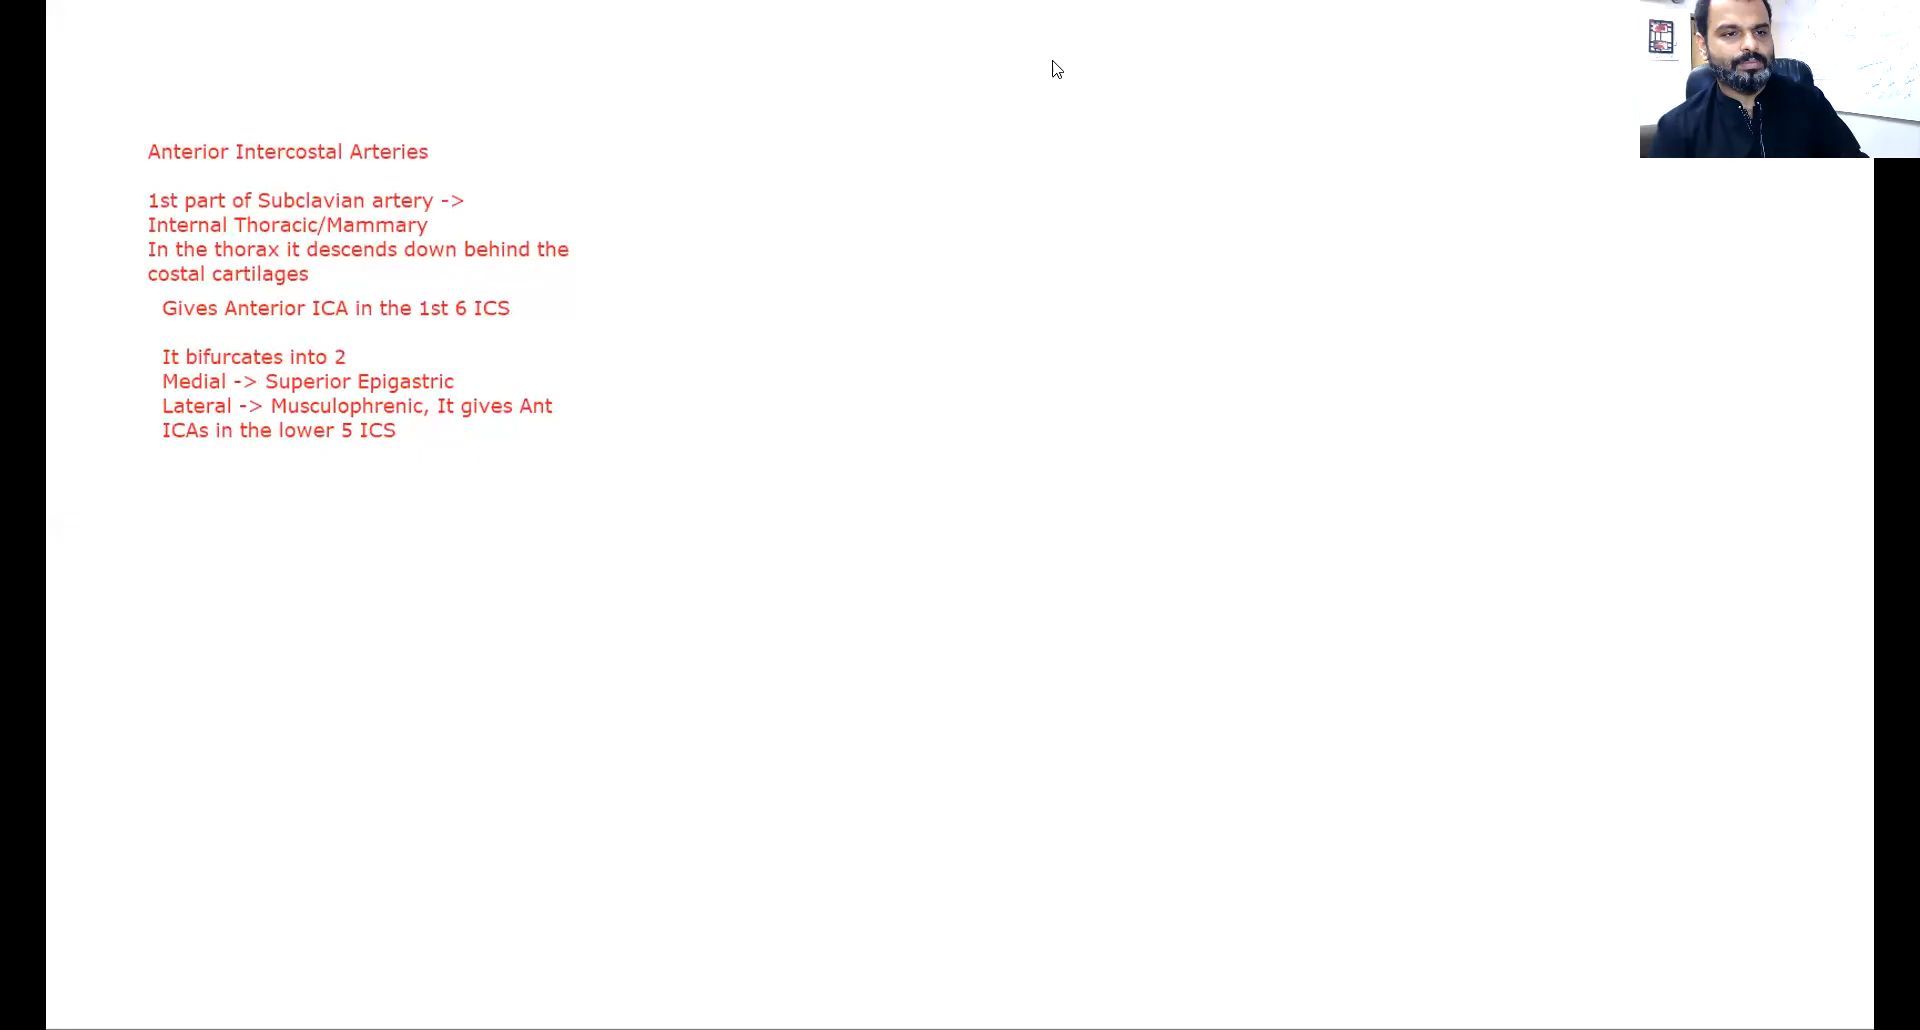 Anterior Intercostal Arteries
1st part of Subclavian artery ->
Internal Thoracic/Mammary
In the thorax it descends down behind the
costal cartilages
Gives Anterior ICA in the 1st 6 ICS
It bifurcates into 2
Medial -> Superior Epigastric
Lateral -> Musculophrenic, It gives Ant
ICAs in the lower 5 ICS